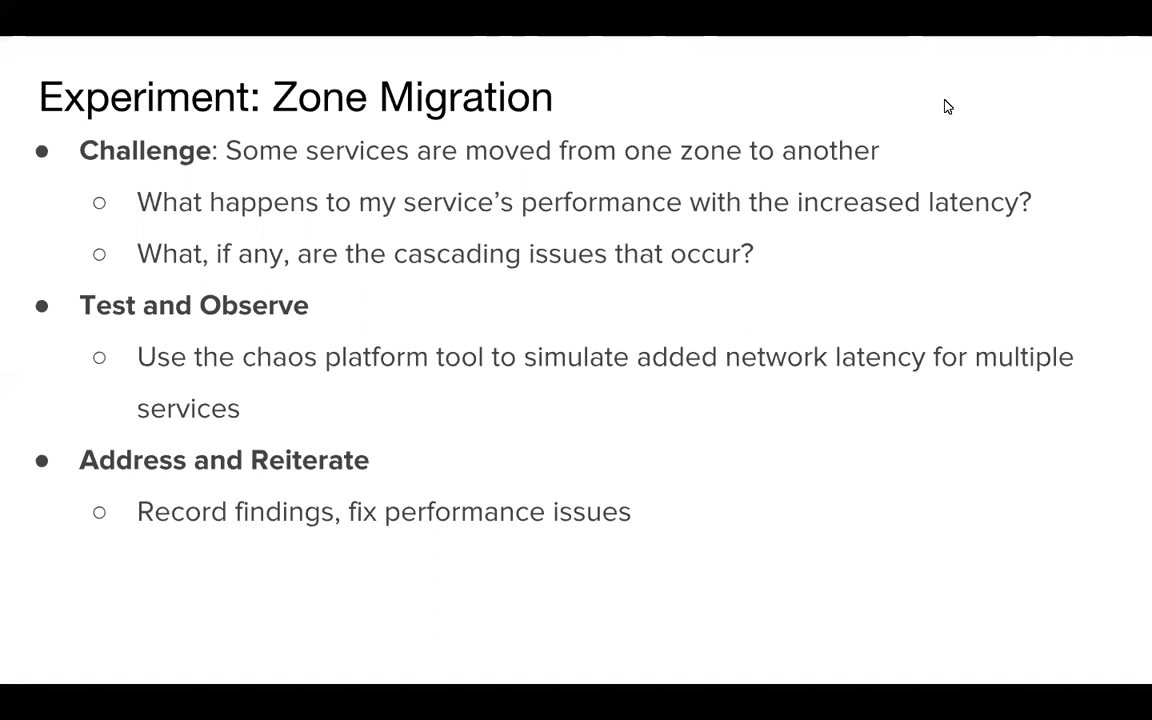 Experiment: Zone Migration
● Challenge: Some services are moved from one zone to another
○ What happens to my service’s performance with the increased latency?
○ What, if any, are the cascading issues that occur?
● Test and Observe
○ Use the chaos platform tool to simulate added network latency for multiple
services
● Address and Reiterate
○ Record findings, fix performance issues